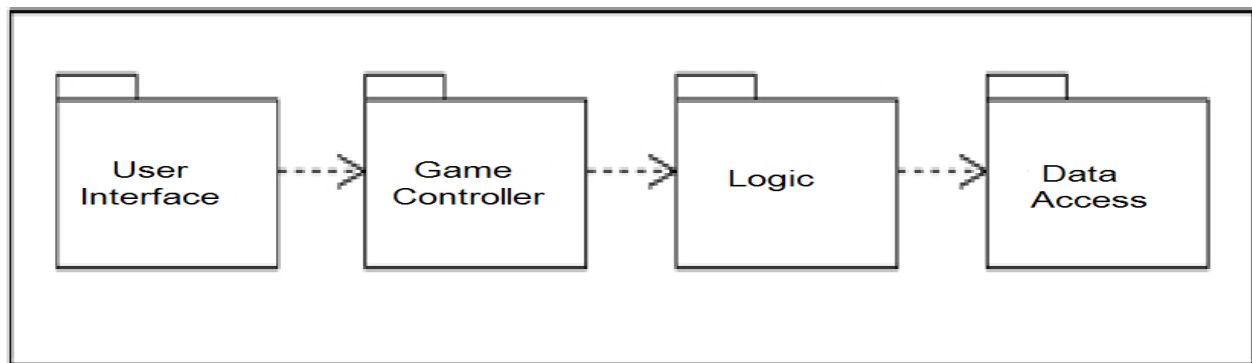 User
Interface
Game
Controller
Logic
Data
Access